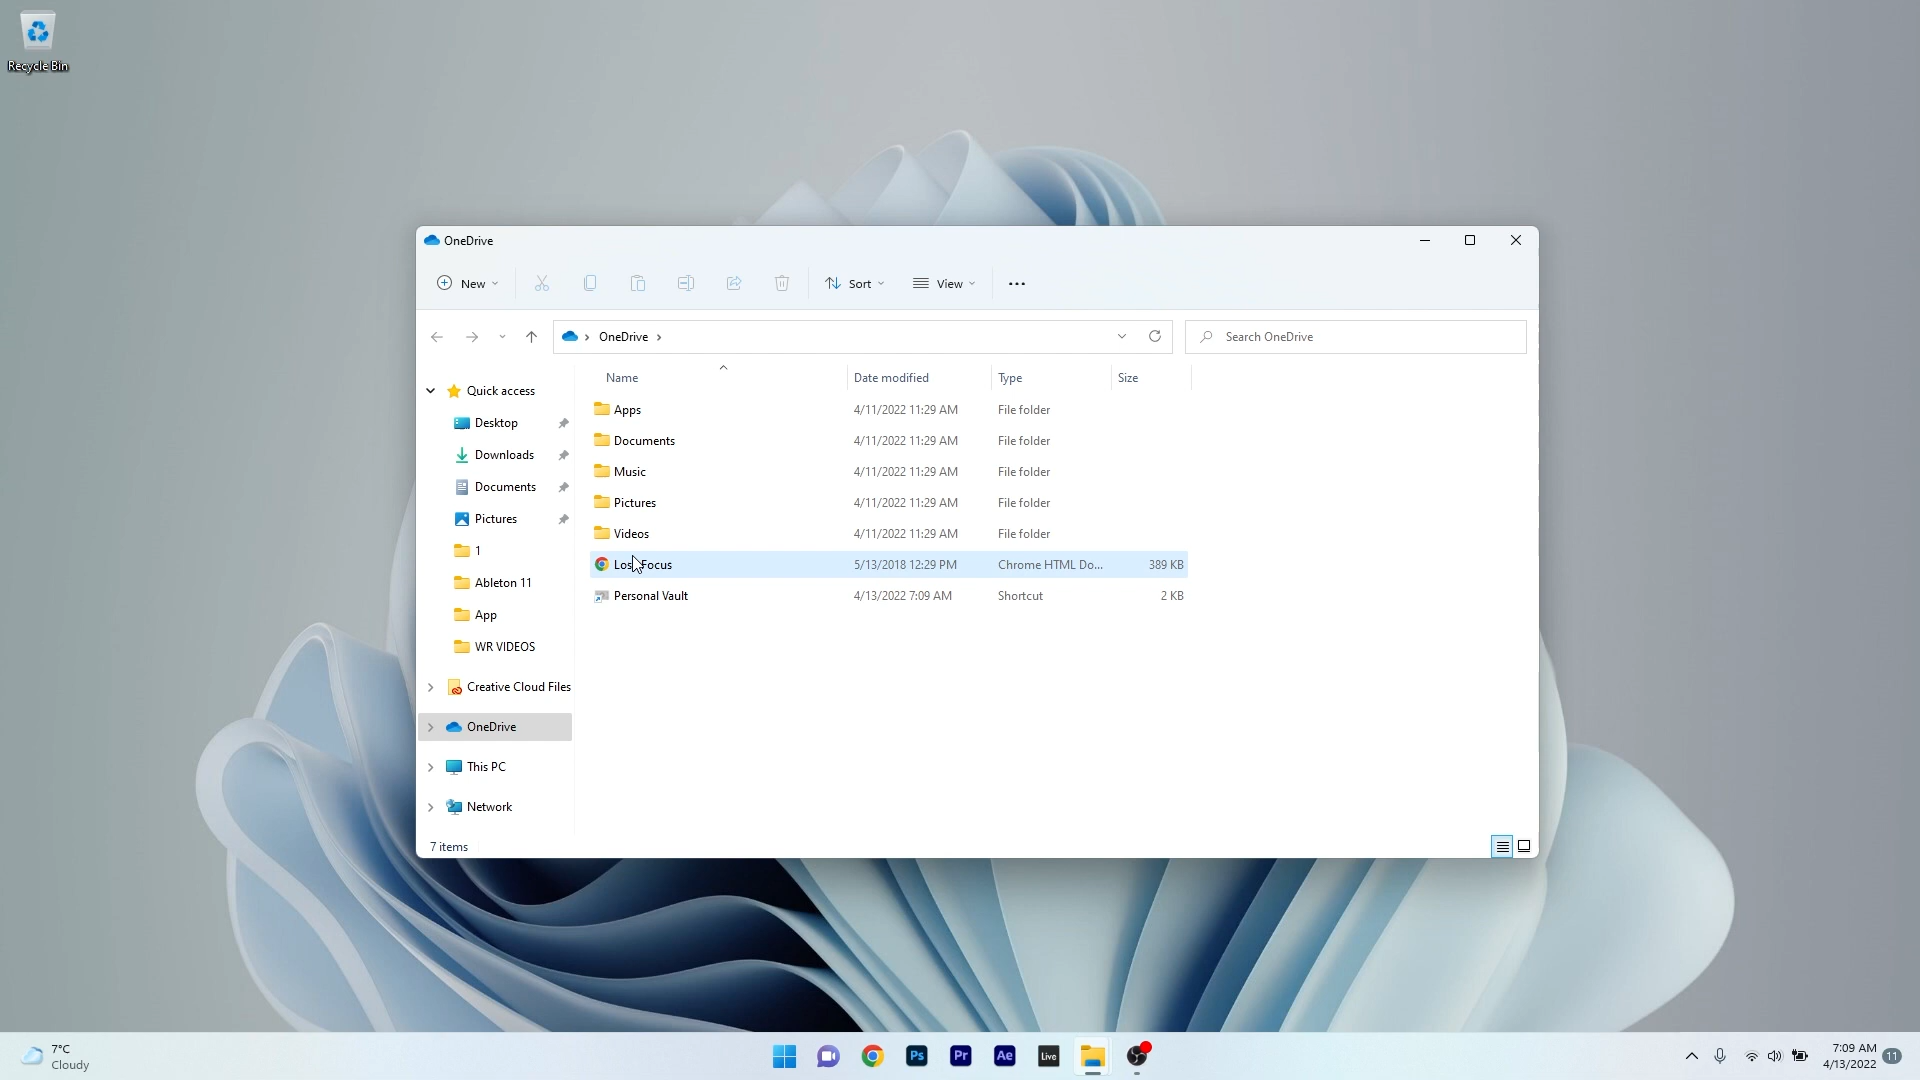 Recycle Bin
OneDrive
New
Sort
View
OneDrive
Search OneDrive
Name
Date modified
Type
Size
Quick access
Desktop
Downloads
Documents
Pictures
1
Ableton 11
App
WR VIDEOS
Creative Cloud Files
OneDrive
This PC
Network
Apps 4/11/2022 11:29 AM File folder
Documents 4/11/2022 11:29 AM File folder
Music 4/11/2022 11:29 AM File folder
Pictures 4/11/2022 11:29 AM File folder
Videos 4/11/2022 11:29 AM File folder
Focus 5/13/2018 12:29 PM Chrome HTML Do... 389 KB
Personal Vault 4/13/2022 7:09 AM Shortcut 2 KB
7 items
7°C
Cloudy
Ps
Pr
Ae
Live
7:09 AM
4/13/2022
11